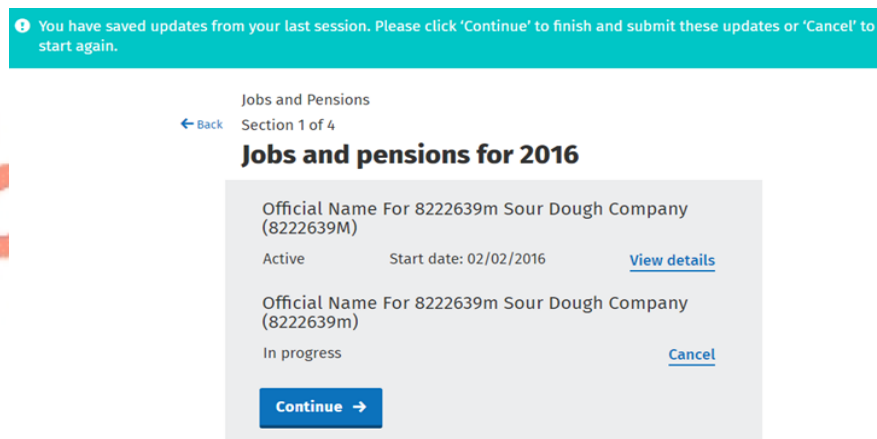 You have saved updates from your last session. Please click ‘Continue’ to finish and submit these updates or ‘Cancel’ to
start again.
Jobs and Pensions
Back
Section 1 of 4
Jobs and pensions for 2016
Official Name For 8222639m Sour Dough Company
(8222639M)
Active Start date: 02/02/2016 View details
Official Name For 8222639m Sour Dough Company
(8222639m)
In progress Cancel
Continue